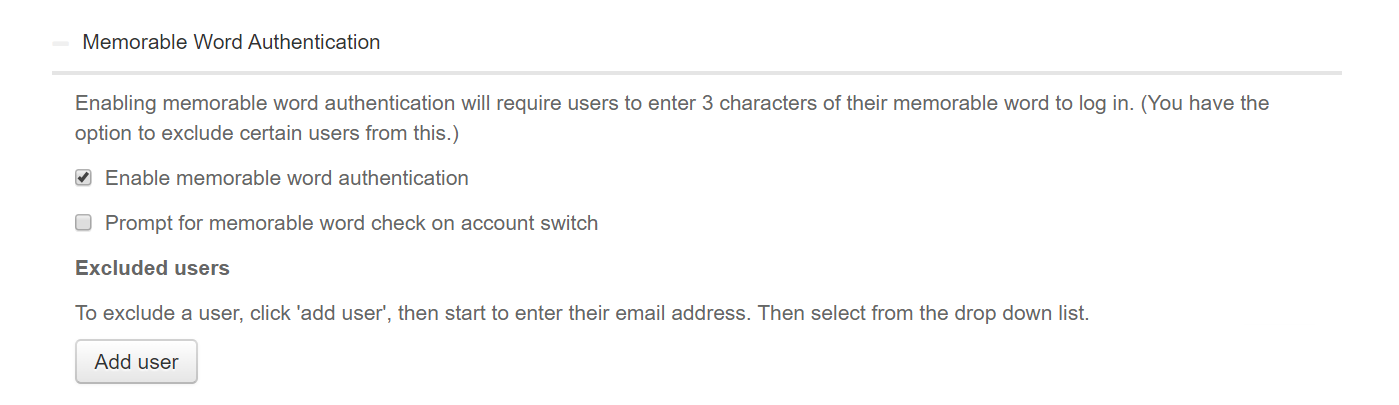 Memorable Word Authentication
Enabling memorable word authentication will require users to enter 3 characters of their memorable word to log in. (You have the
option to exclude certain users from this.)
Enable memorable word authentication
Prompt for memorable word check on account switch
Excluded users
To exclude a user, click 'add user', then start to enter their email address. Then select from the drop down list.
Add user